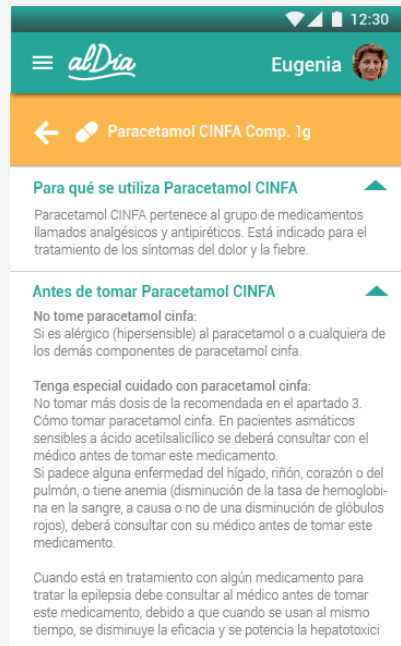 12:30
alDía
Eugenia
Paracetamol CINFA Comp. 1g
Para qué se utiliza Paracetamol CINFA
Paracetamol CINFA pertenece al grupo de medicamentos
llamados analgésicos y antipiréticos. Está indicado para el
tratamiento de los síntomas del dolor y la fiebre.
Antes de tomar Paracetamol CINFA
No tome paracetamol cinfa:
Si es alérgico (hipersensible) al paracetamol o a cualquiera de
los demás componentes de paracetamol cinfa.
Tenga especial cuidado con paracetamol cinfa:
No tomar más dosis de la recomendada en el apartado 3.
Cómo tomar paracetamol cinfa. En pacientes asmáticos
sensibles a ácido acetilsalicílico se deberá consultar con el
médico antes de tomar este medicamento.
Si padece alguna enfermedad del hígado, riñón, corazón o del
pulmón, o tiene anemia (disminución de la tasa de hemoglobi-
na en la sangre, a causa o no de una disminución de glóbulos
rojos), deberá consultar con su médico antes de tomar este
medicamento.
Cuando está en tratamiento con algún medicamento para
tratar la epilepsia debe consultar al médico antes de tomar
este medicamento, debido a que cuando se usan al mismo
tiempo, se disminuye la eficacia y se potencia la hepatotoxici